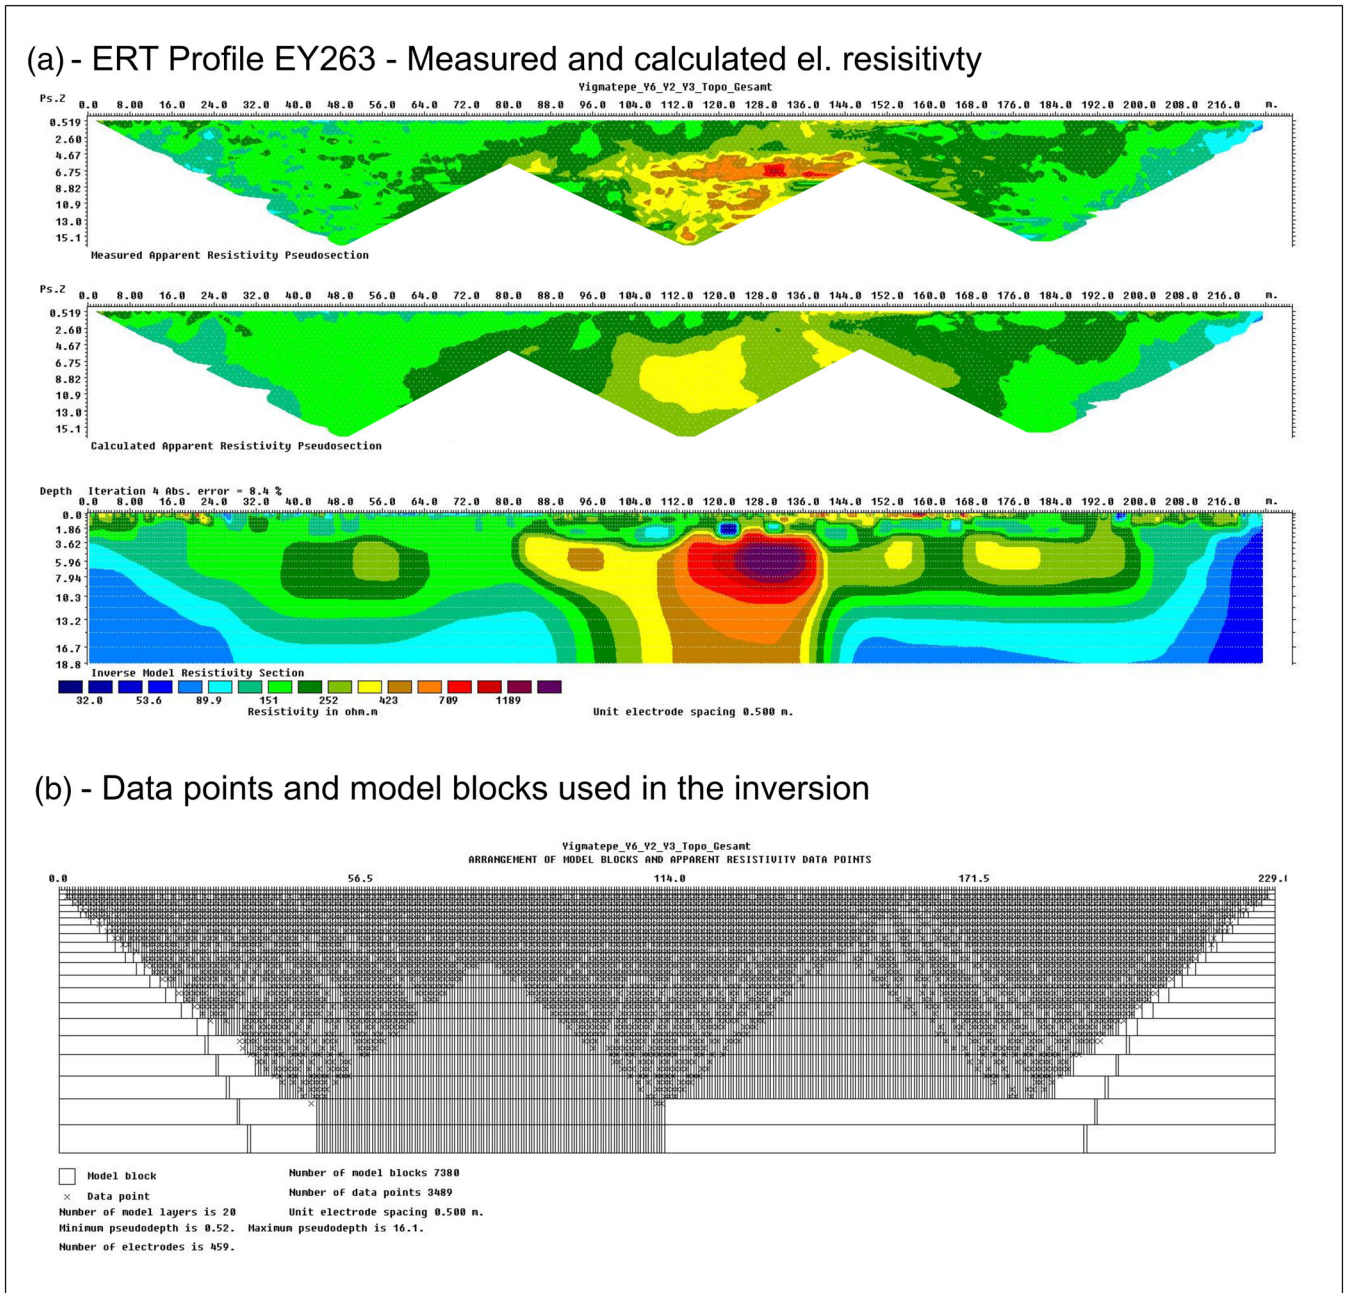 (a) - ERT Profile EY263 - Measured and calculated el. resisitivty
Yigmatepe_Y6_Y2_Y3_Topo_Gesamt
Ps.Z 0.0 8.00 16.0 24.0 32.0 40.0 48.0 56.0 64.0 72.0 80.0 88.0 96.0 104.0 112.0 120.0 128.0 136.0 144.0 152.0 160.0 168.0 176.0 184.0 192.0 200.0 208.0 216.0 m.
0.519
2.60
4.67
6.75
8.82
10.9
13.0
15.1
Measured Apparent Resistivity Pseudosection
Ps.Z 0.0 8.00 16.0 24.0 32.0 40.0 48.0 56.0 64.0 72.0 80.0 88.0 96.0 104.0 112.0 120.0 128.0 136.0 144.0 152.0 160.0 168.0 176.0 184.0 192.0 200.0 208.0 216.0 m.
0.519
2.60
4.67
6.75
8.82
10.9
13.0
15.1
Calculated Apparent Resistivity Pseudosection
Depth Iteration 4 Abs. error = 8.4 %
0.0 8.00 16.0 24.0 32.0 40.0 48.0 56.0 64.0 72.0 80.0 88.0 96.0 104.0 112.0 120.0 128.0 136.0 144.0 152.0 160.0 168.0 176.0 184.0 192.0 200.0 208.0 216.0 m.
0.0
1.86
3.62
5.96
7.94
10.3
13.2
16.7
18.8
Inverse Model Resistivity Section
32.0 53.6 89.9 151 252 423 709 1189
Resistivity in ohm.m Unit electrode spacing 0.500 m.
(b) - Data points and model blocks used in the inversion
Yigmatepe_Y6_Y2_Y3_Topo_Gesamt
ARRANGEMENT OF MODEL BLOCKS AND APPARENT RESISTIVITY DATA POINTS
0.0 56.5 114.0 171.5 229.0
Model block Number of model blocks 7380
Data point Number of data points 3489
Number of model layers is 20 Unit electrode spacing 0.500 m.
Minimum pseudodepth is 0.52. Maximum pseudodepth is 16.1.
Number of electrodes is 459.